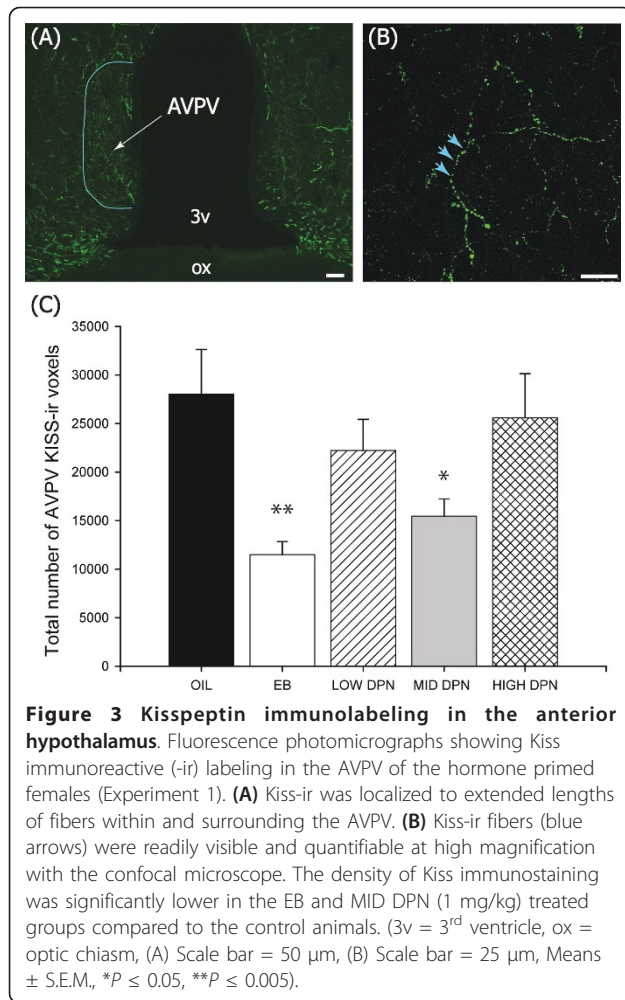 (A)
(B)
AVPV
3v
ox
(C)
Total number of AVPV KISS-ir voxels
35000
30000
25000
20000
15000
10000
5000
0
**
*
OIL EB LOW DPN MID DPN HIGH DPN
Figure 3 Kisspeptin immunolabeling in the anterior
hypothalamus. Fluorescence photomicrographs showing Kiss
immunoreactive (-ir) labeling in the AVPV of the hormone primed
females (Experiment 1). (A) Kiss-ir was localized to extended lengths
of fibers within and surrounding the AVPV. (B) Kiss-ir fibers (blue
arrows) were readily visible and quantifiable at high magnification
with the confocal microscope. The density of Kiss immunostaining
was significantly lower in the EB and MID DPN (1 mg/kg) treated
groups compared to the control animals. (3v = 3rd ventricle, ox =
optic chiasm, (A) Scale bar = 50 μm, (B) Scale bar = 25 μm, Means
± S.E.M., *P ≤ 0.05, **P ≤ 0.005).